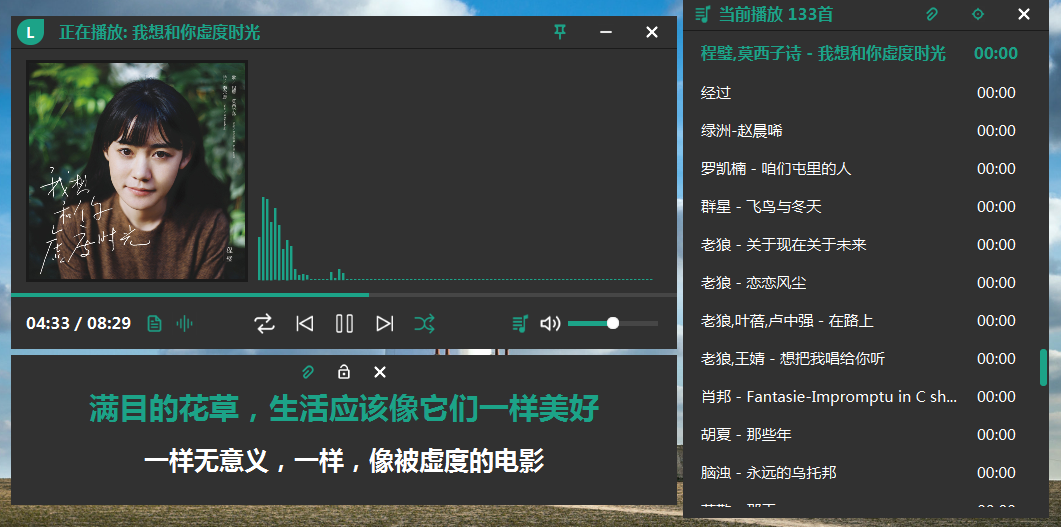 L
正在播放: 我想和你虚度时光
我想
和你
虚度时光
程璧
04:33 / 08:29
满目的花草，生活应该像它们一样美好
一样无意义，一样，像被虚度的电影
当前播放 133首
程璧,莫西子诗 - 我想和你虚度时光 00:00
经过 00:00
绿洲-赵晨唏 00:00
罗凯楠 - 咱们屯里的人 00:00
群星 - 飞鸟与冬天 00:00
老狼 - 关于现在关于未来 00:00
老狼 - 恋恋风尘 00:00
老狼,叶蓓,卢中强 - 在路上 00:00
老狼,王婧 - 想把我唱给你听 00:00
肖邦 - Fantasie-Impromptu in C sh... 00:00
胡夏 - 那些年 00:00
脑浊 - 永远的乌托邦 00:00